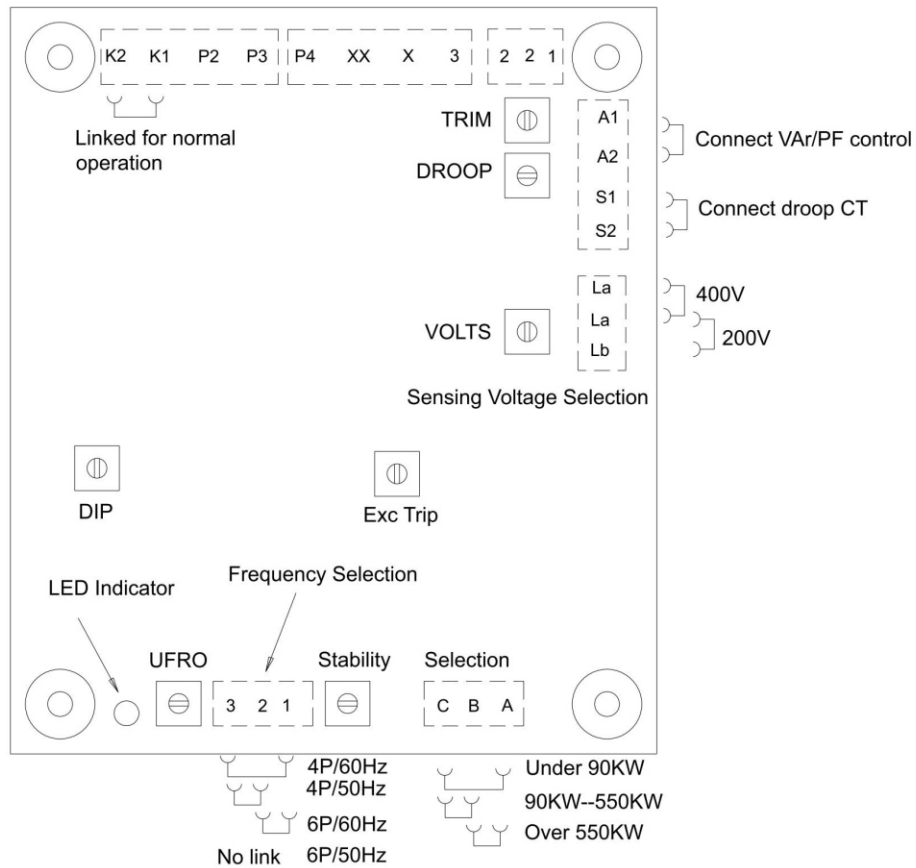 K2 K1 P2 P3 P4 XX X 3 2 2 1
Linked for normal
operation
TRIM
DROOP
A1
A2
S1
S2
Connect VAr/PF control
Connect droop CT
VOLTS
La
La
Lb
400V
200V
Sensing Voltage Selection
DIP
Exc Trip
LED Indicator
Frequency Selection
UFRO
Stability
Selection
3 2 1
C B A
4P/60Hz
4P/50Hz
6P/60Hz
No link 6P/50Hz
Under 90KW
90KW--550KW
Over 550KW